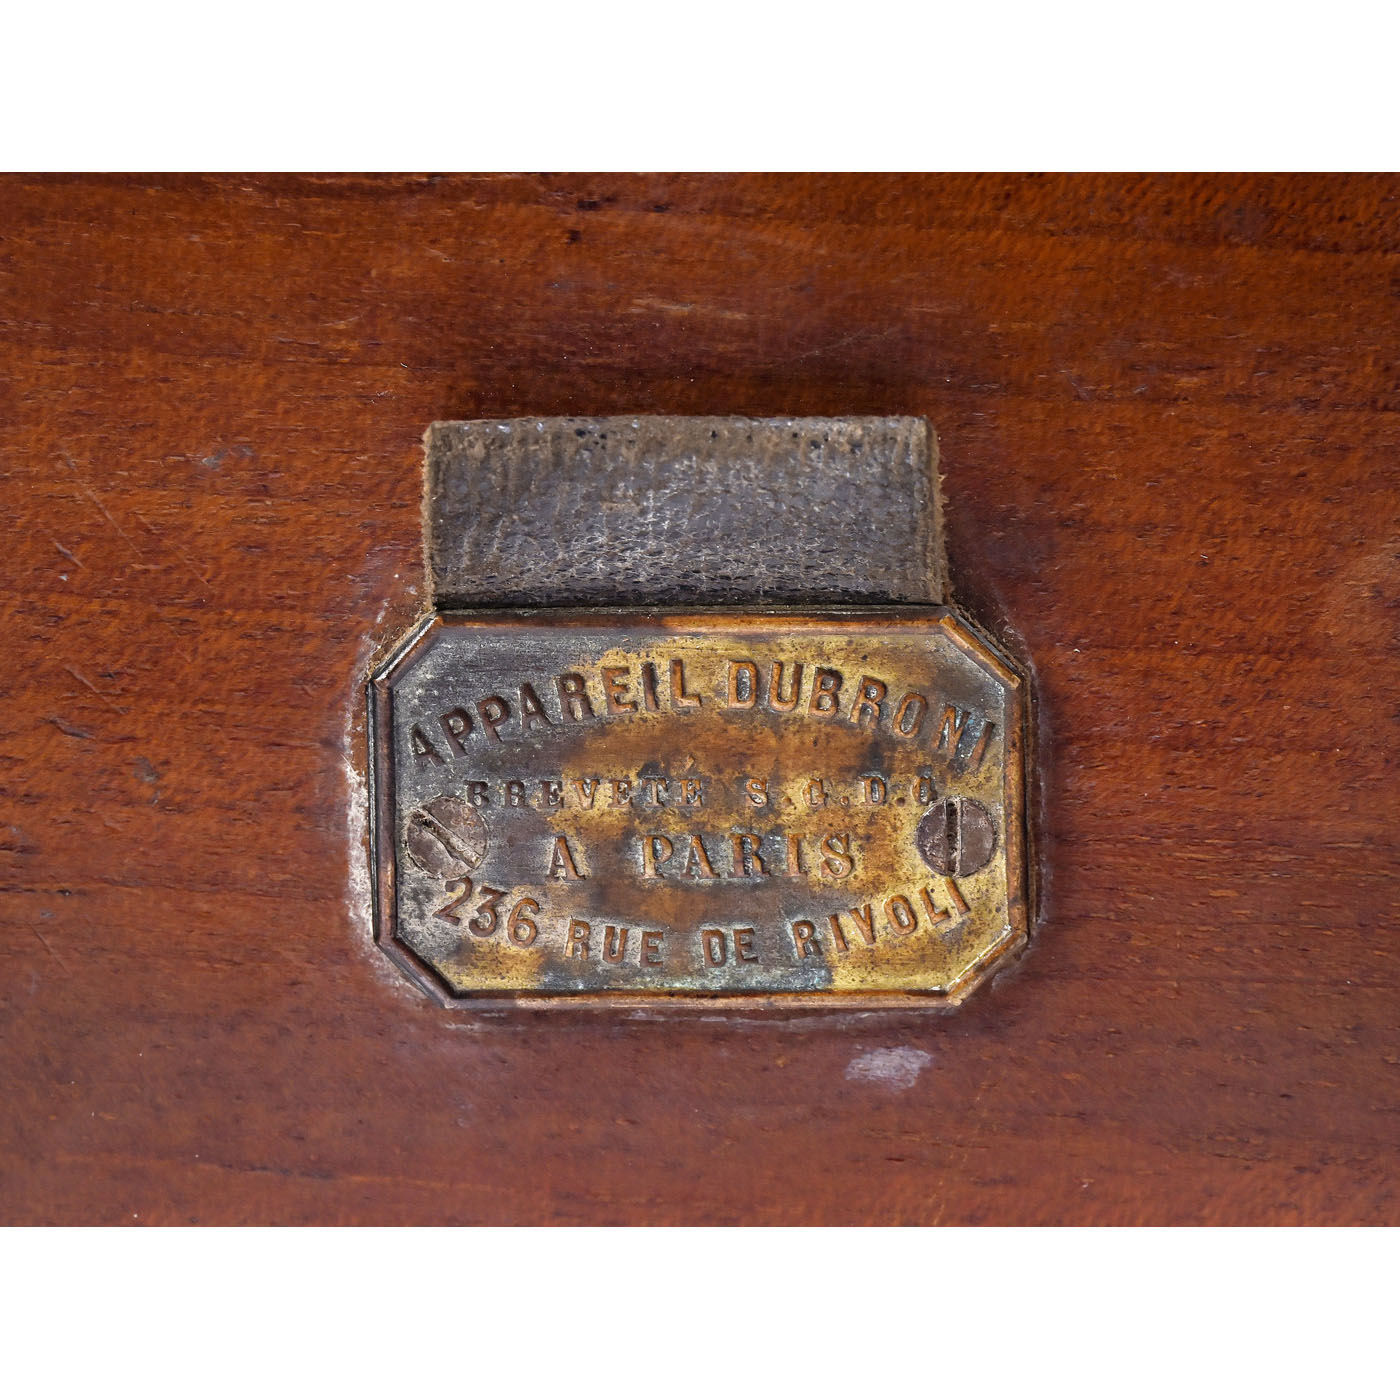 APPAREIL DUBRONI
BREVETÉ S.G.D.G
A PARIS
236 RUE DE RIVOLI